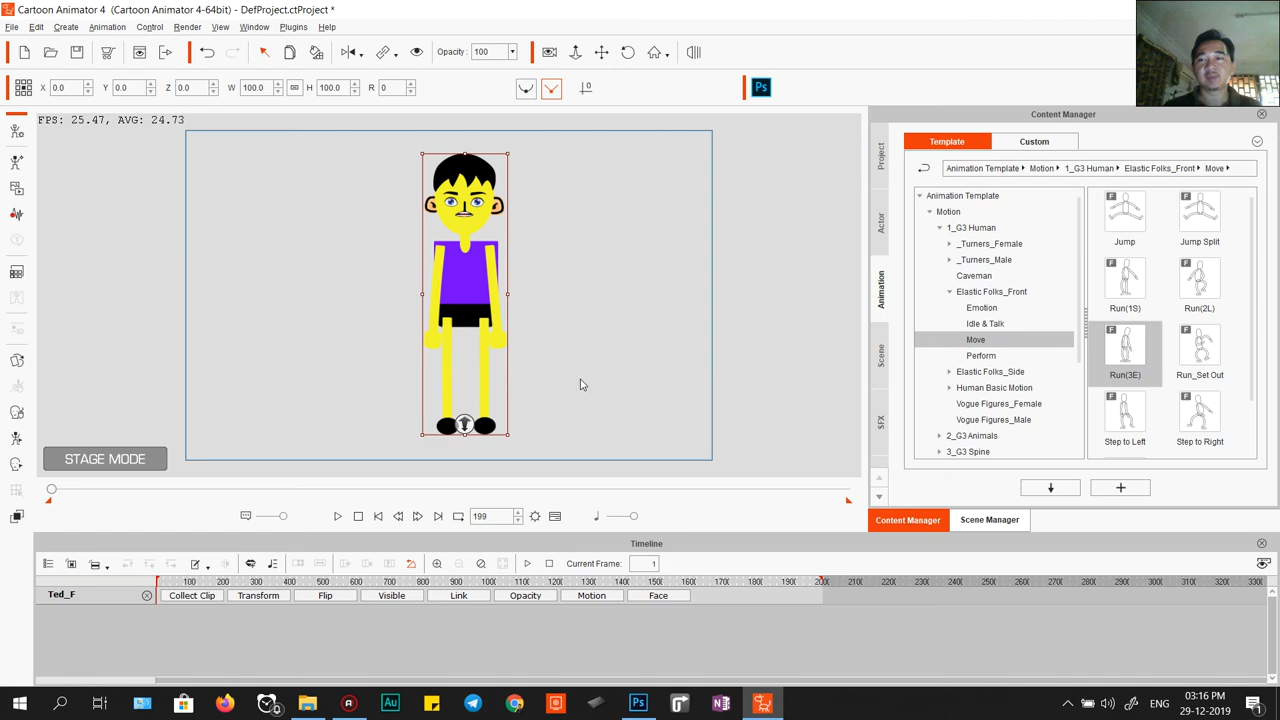 Cartoon Animator 4 (Cartoon Animator 4-64bit) - DefProject.ctProject *
File Edit Create Animation Control Render View Window Plugins Help
Opacity: 100
X 0.0 Y 0.0 Z 0.0 W 100.0 H 100.0 R 0
Ps
FPS: 25.47, AVG: 24.73
STAGE MODE
Content Manager
Template Custom
Animation Template Motion 1_G3 Human Elastic Folks_Front Move
Project
Actor
Animation
Scene
SFX
Animation Template
Motion
1_G3 Human
_Turners_Female
_Turners_Male
Caveman
Elastic Folks_Front
Emotion
Idle & Talk
Move
Perform
Elastic Folks_Side
Human Basic Motion
Vogue Figures_Female
Vogue Figures_Male
2_G3 Animals
3_G3 Spine
F F
Jump Jump Split
F F
Run(1S) Run(2L)
F F
Run(3E) Run_Set Out
F F
Step to Left Step to Right
199
Content Manager Scene Manager
Timeline
Current Frame: 1
Ted_F
Collect Clip Transform Flip Visible Link Opacity Motion Face
Au Ps
ENG
03:16 PM
29-12-2019